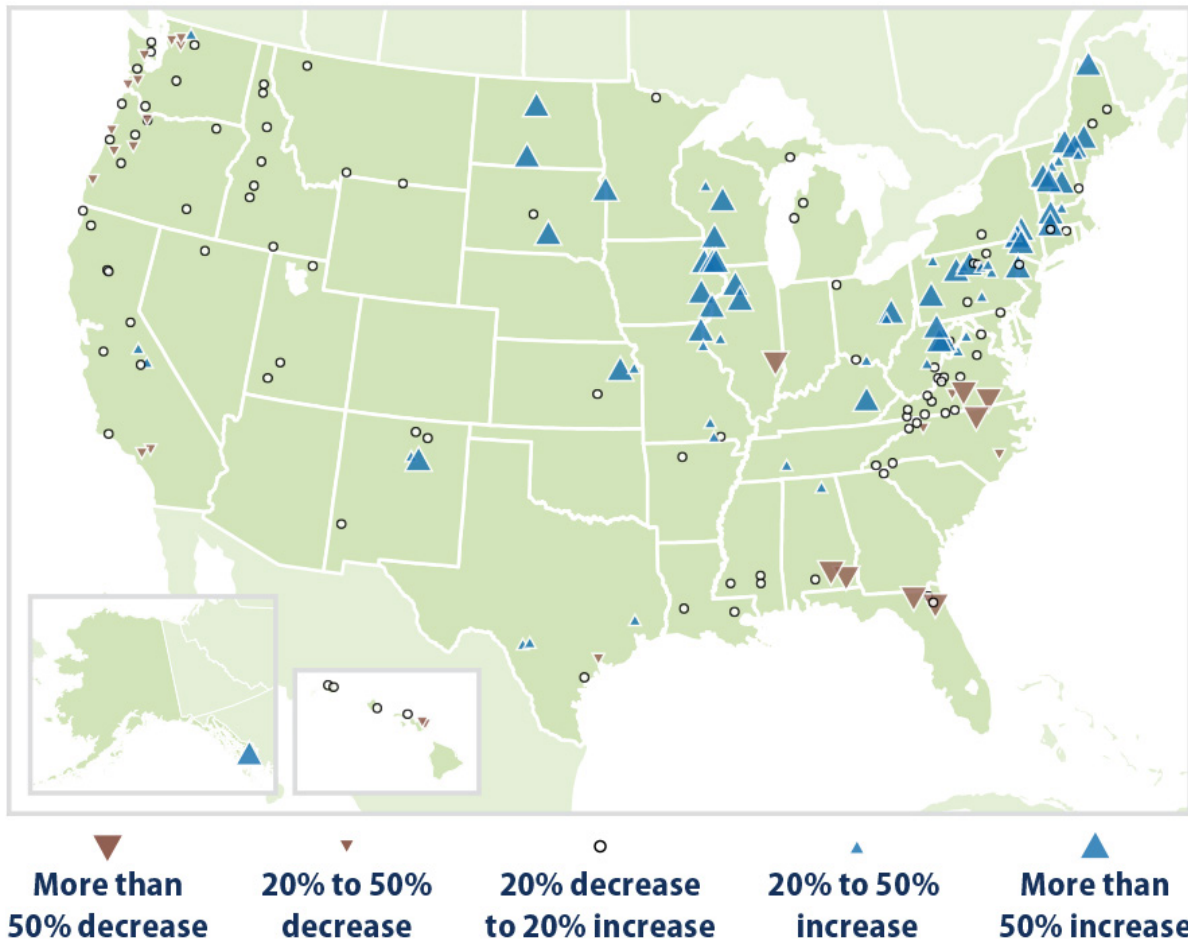 More than
50% decrease
20% to 50%
decrease
20% decrease
to 20% increase
20% to 50%
increase
More than
50% increase